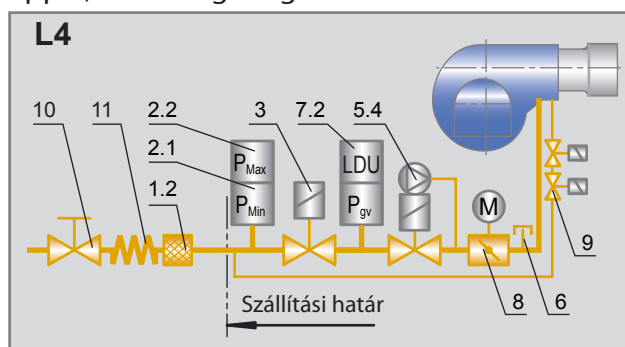 L4
10 11 2.2 3 7.2 5.4
2.1
1.2
PMax LDU
PMin Pgv M
9
8 6
Szállítási határ